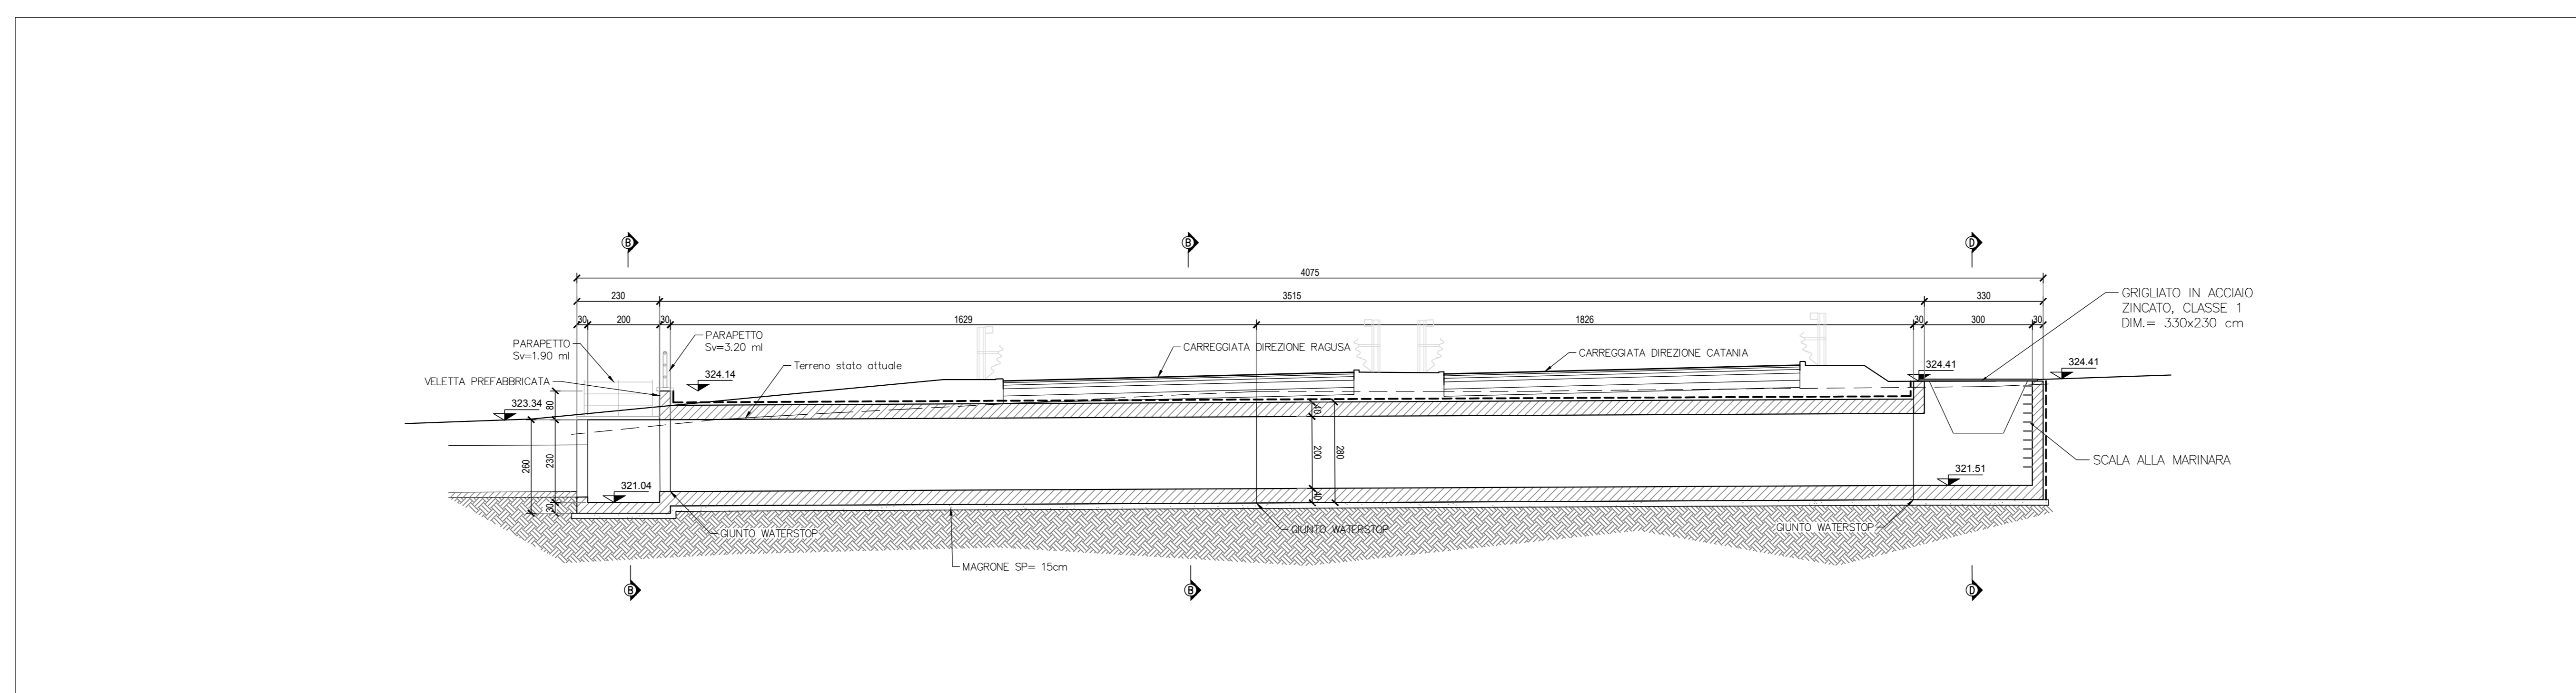 B
B
D
4075
230
3515
330
30
200
30
1629
1826
30
300
30
GRIGLIATO IN ACCIAIO
ZINCATO, CLASSE 1
DIM.= 330x230 cm
PARAPETTO
Sv=1.90 ml
PARAPETTO
Sv=3.20 ml
CARREGGIATA DIREZIONE RAGUSA
CARREGGIATA DIREZIONE CATANIA
Terreno stato attuale
VELETTA PREFABBRICATA
324.14
324.41
324.41
323.34
80
40
260
230
200
280
SCALA ALLA MARINARA
321.04
321.51
30
40
GIUNTO WATERSTOP
GIUNTO WATERSTOP
GIUNTO WATERSTOP
MAGRONE SP= 15cm
B
B
D